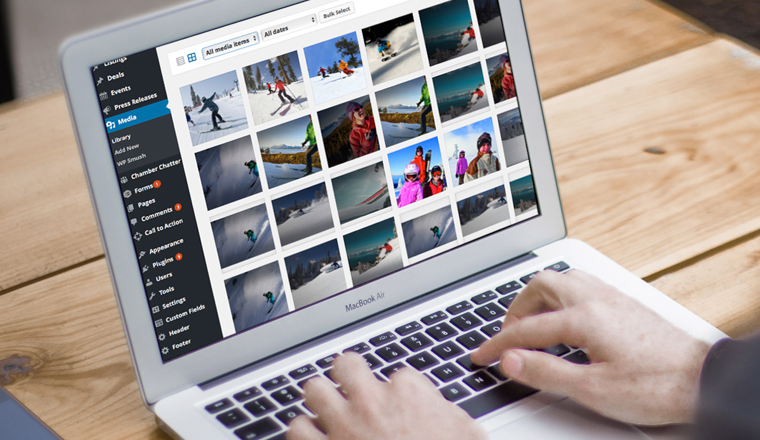 All media items
All dates
Bulk Select
Listings
Deals
Events
Press Releases
Media
Library
Add New
WP Smush
Chamber Chatter
Forms 1
Pages
Comments
Call to Action
Appearance
Plugins
Users
Tools
Settings
Custom Fields
Header
Footer
MacBook Air